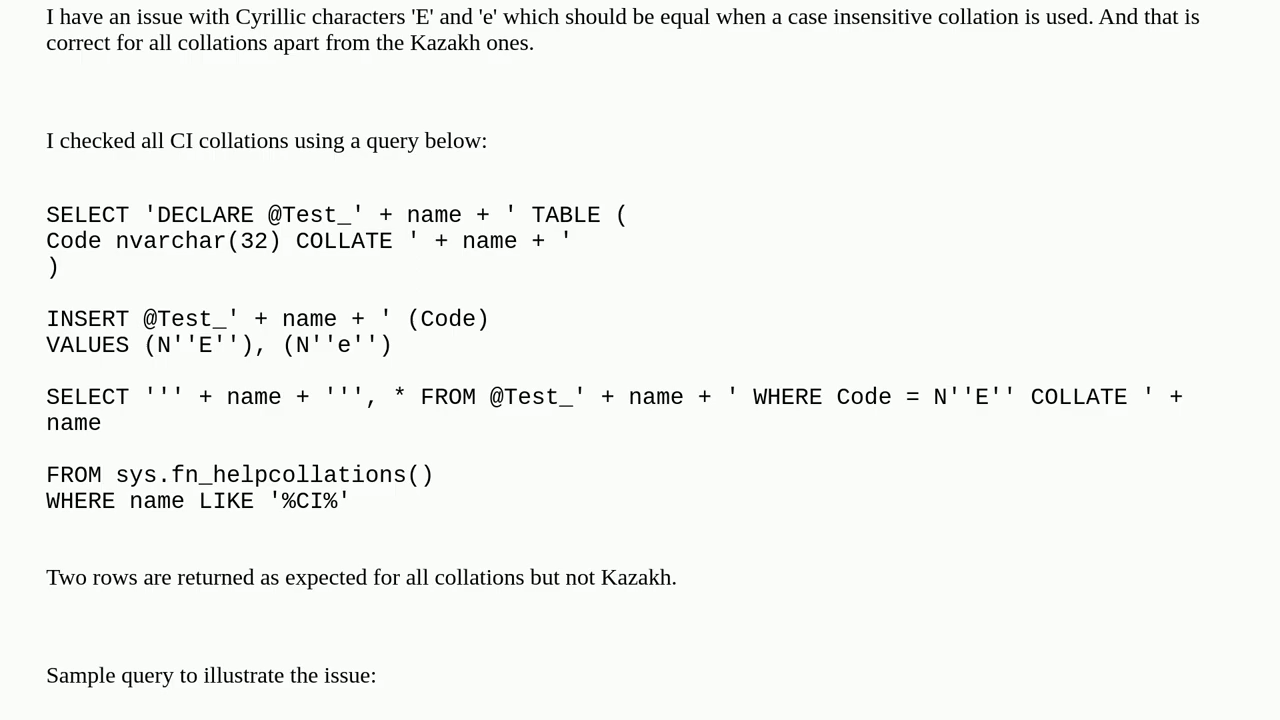 I have an issue with Cyrillic characters 'E' and 'e' which should be equal when a case insensitive collation is used. And that is
correct for all collations apart from the Kazakh ones.
I checked all CI collations using a query below:
SELECT 'DECLARE @Test_' + name + ' TABLE (
Code nvarchar(32) COLLATE ' + name + '
)
INSERT @Test_' + name + ' (Code)
VALUES (N''E''), (N''e'')
SELECT ''' + name + ''', * FROM @Test_' + name + ' WHERE Code = N''E'' COLLATE ' +
name
FROM sys.fn_helpcollations()
WHERE name LIKE '%CI%'
Two rows are returned as expected for all collations but not Kazakh.
Sample query to illustrate the issue: